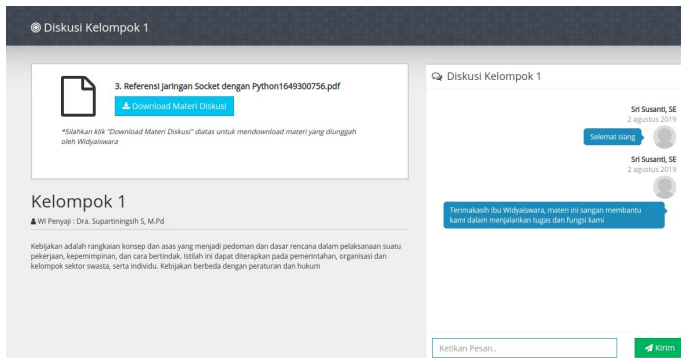 Diskusi Kelompok 1
3. Referensi Jaringan Socket dengan Python1649300756.pdf
Download Materi Diskusi
*Silahkan klik "Download Materi Diskusi" diatas untuk mendownload materi yang diunggah
oleh Widyaiswara
Kelompok 1
WI Penyaji : Dra. Supartiningsih S, M.Pd
Kebijakan adalah rangkaian konsep dan asas yang menjadi pedoman dan dasar rencana dalam pelaksanaan suatu
pekerjaan, kepemimpinan, dan cara bertindak. Istilah ini dapat diterapkan pada pemerintahan, organisasi dan
kelompok sektor swasta, serta individu. Kebijakan berbeda dengan peraturan dan hukum
Diskusi Kelompok 1
Sri Susanti, SE
2 agustus 2019
Selemat siang
Sri Susanti, SE
2 agustus 2019
Terimakasih ibu Widyaiswara, materi ini sangan membantu
kami dalam menjalankan tugas dan fungsi kami
Ketikan Pesan..
Kirim